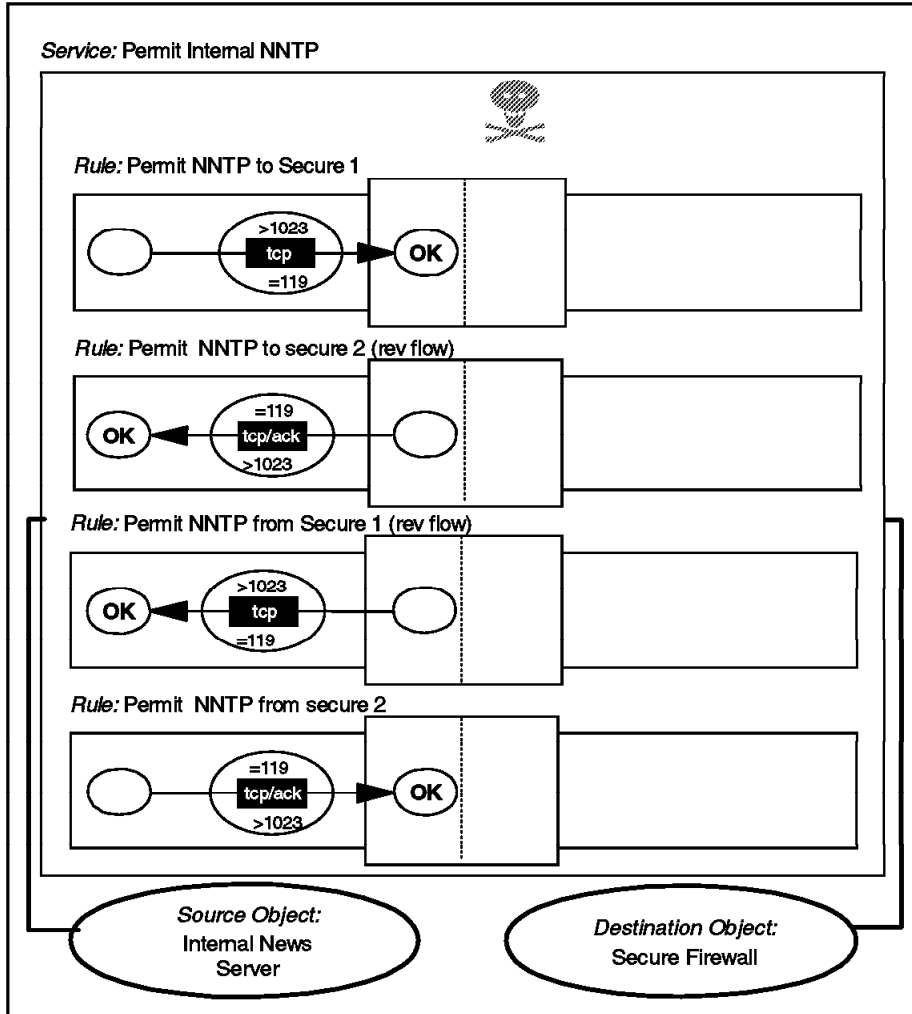 Service: Permit Internal NNTP
Rule: Permit NNTP to Secure 1
>1023
tcp
=119
OK
Rule: Permit NNTP to secure 2 (rev flow)
OK
=119
tcp/ack
>1023
Rule: Permit NNTP from Secure 1 (rev flow)
OK
>1023
tcp
=119
Rule: Permit NNTP from secure 2
=119
tcp/ack
>1023
OK
Source Object:
Internal News
Server
Destination Object:
Secure Firewall